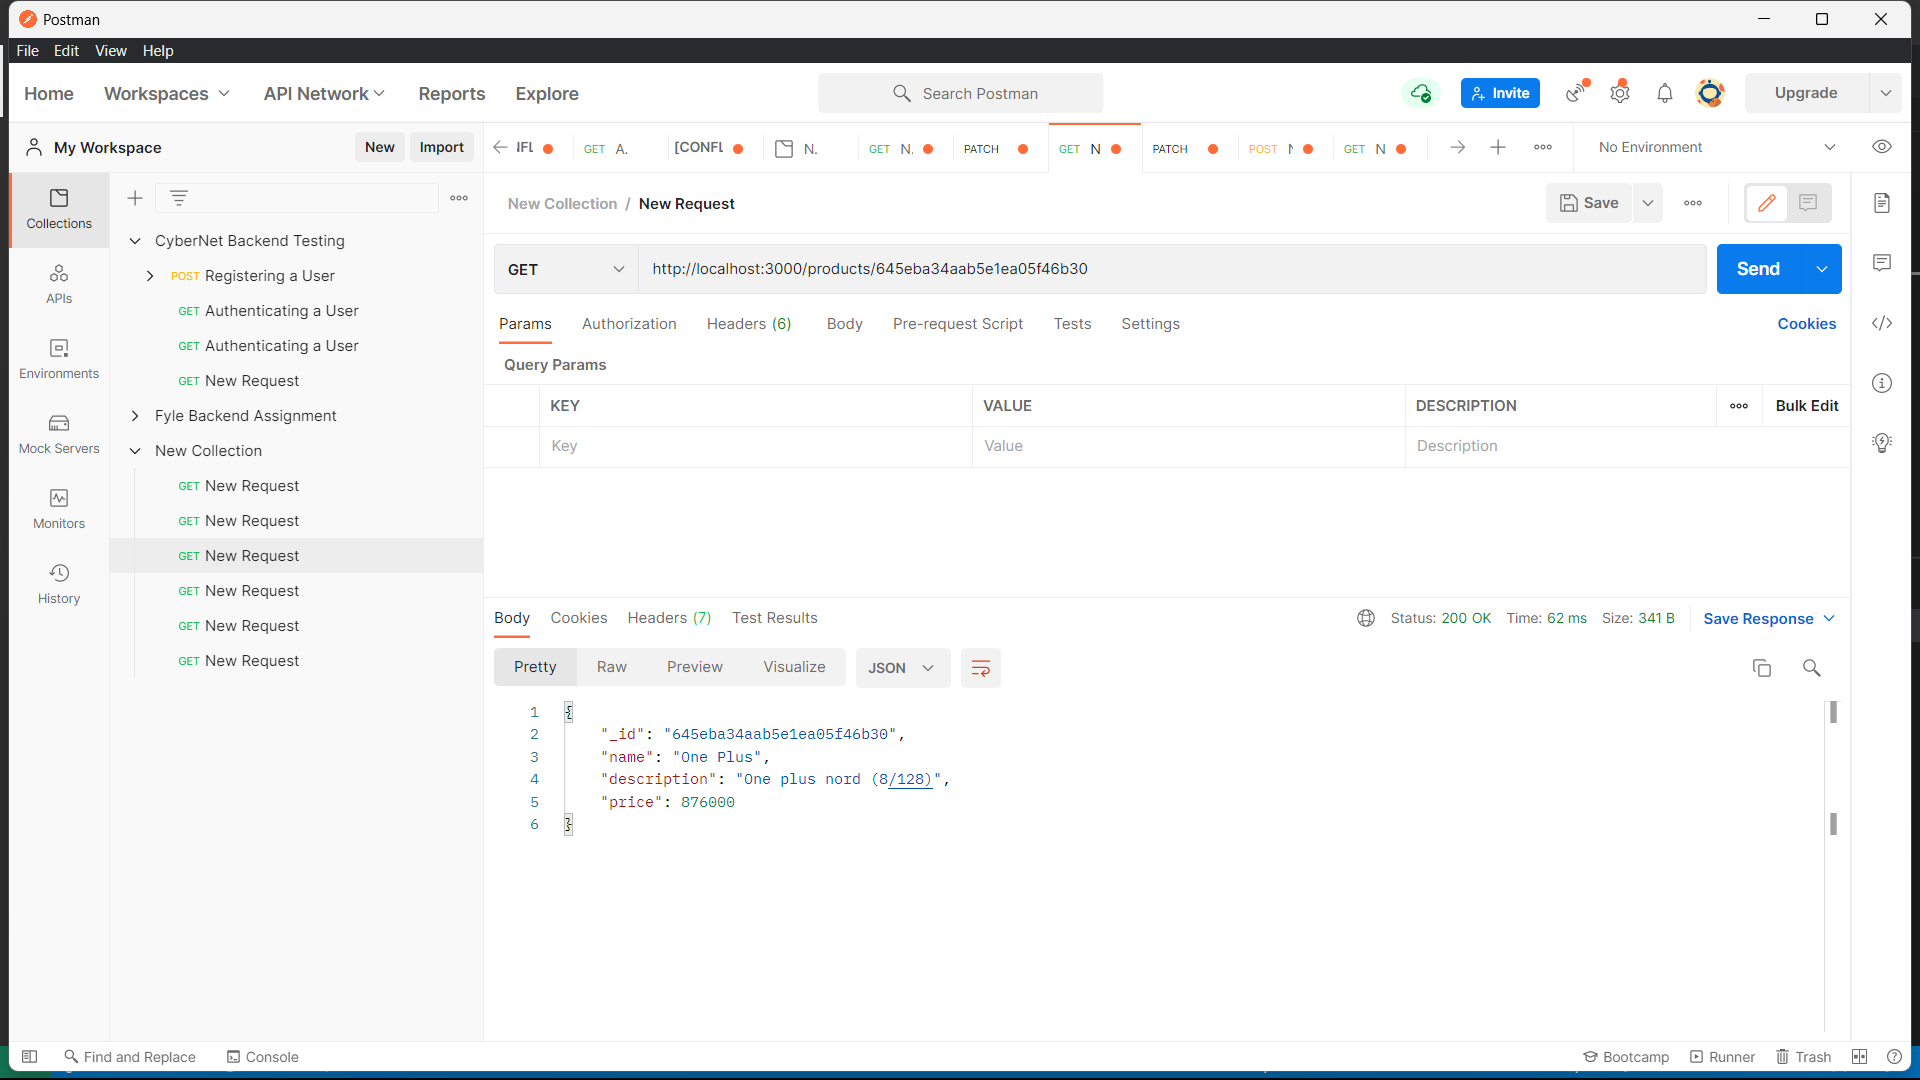 Postman
File Edit View Help
Home Workspaces API Network Reports Explore Search Postman Invite Upgrade
My Workspace New Import
IFL GET A. [CONFL N. GET N. PATCH GET N PATCH POST GET N No Environment
New Collection / New Request Save
Collections
APIs
Environments
Mock Servers
Monitors
History
CyberNet Backend Testing
POST Registering a User
GET Authenticating a User
GET Authenticating a User
GET New Request
Fyle Backend Assignment
New Collection
GET New Request
GET New Request
GET New Request
GET New Request
GET New Request
GET New Request
GET http://localhost:3000/products/645eba34aab5e1ea05f46b30 Send
Params Authorization Headers (6) Body Pre-request Script Tests Settings Cookies
Query Params
KEY VALUE DESCRIPTION Bulk Edit
Key Value Description
Body Cookies Headers (7) Test Results Status: 200 OK Time: 62 ms Size: 341 B Save Response
Pretty Raw Preview Visualize JSON
1 {
2 "_id": "645eba34aab5e1ea05f46b30",
3 "name": "One Plus",
4 "description": "One plus nord (8/128)",
5 "price": 876000
6 }
Find and Replace Console Bootcamp Runner Trash